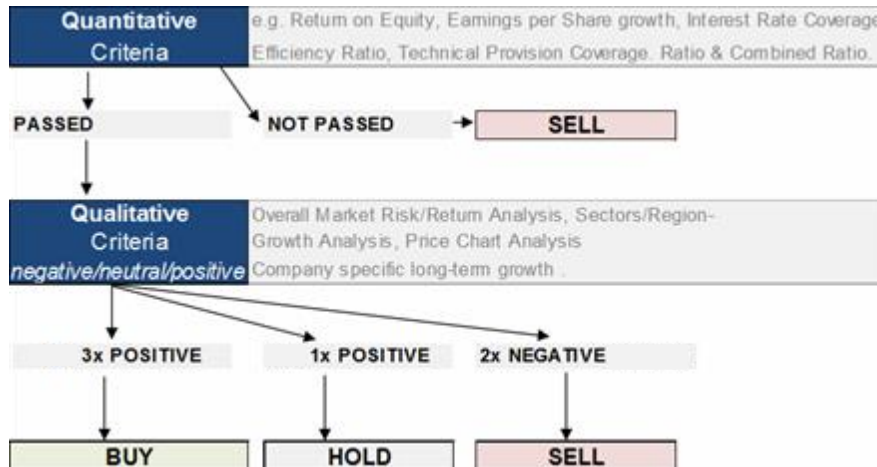 Quantitative
Criteria
e.g. Return on Equity, Earnings per Share growth, Interest Rate Coverage
Efficiency Ratio, Technical Provision Coverage. Ratio & Combined Ratio.
PASSED
NOT PASSED
SELL
Qualitative
Criteria
negative/neutral/positive
Overall Market Risk/Return Analysis, Sectors/Region-
Growth Analysis, Price Chart Analysis
Company specific long-term growth .
3x POSITIVE
1x POSITIVE
2x NEGATIVE
BUY
HOLD
SELL